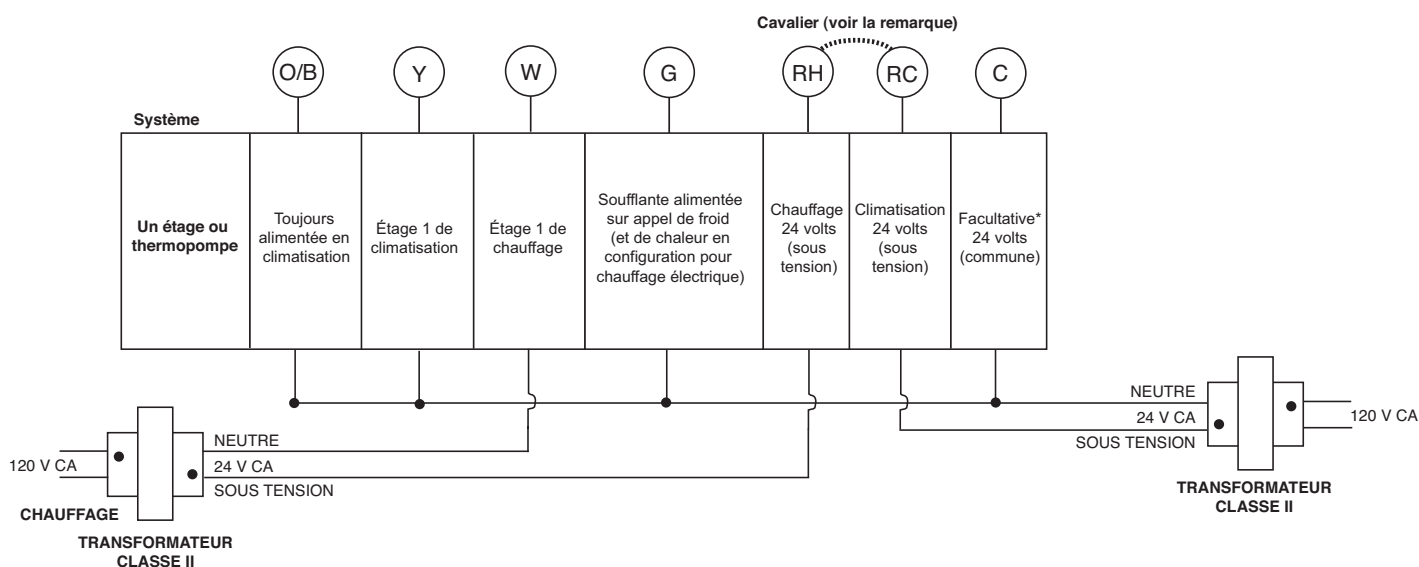 Cavalier (voir la remarque)
O/B
Y
W
G
RH
RC
C
Système
Un étage ou
thermopompe
Toujours
alimentée en
climatisation
Étage 1 de
climatisation
Étage 1 de
chauffage
Soufflante alimentée
sur appel de froid
(et de chaleur en
configuration pour
chauffage électrique)
Chauffage
24 volts
(sous
tension)
Climatisation
24 volts
(sous
tension)
Facultative*
24 volts
(commune)
NEUTRE
24 V CA
SOUS TENSION
120 V CA
TRANSFORMATEUR
CLASSE II
120 V CA
NEUTRE
24 V CA
SOUS TENSION
CHAUFFAGE
TRANSFORMATEUR
CLASSE II